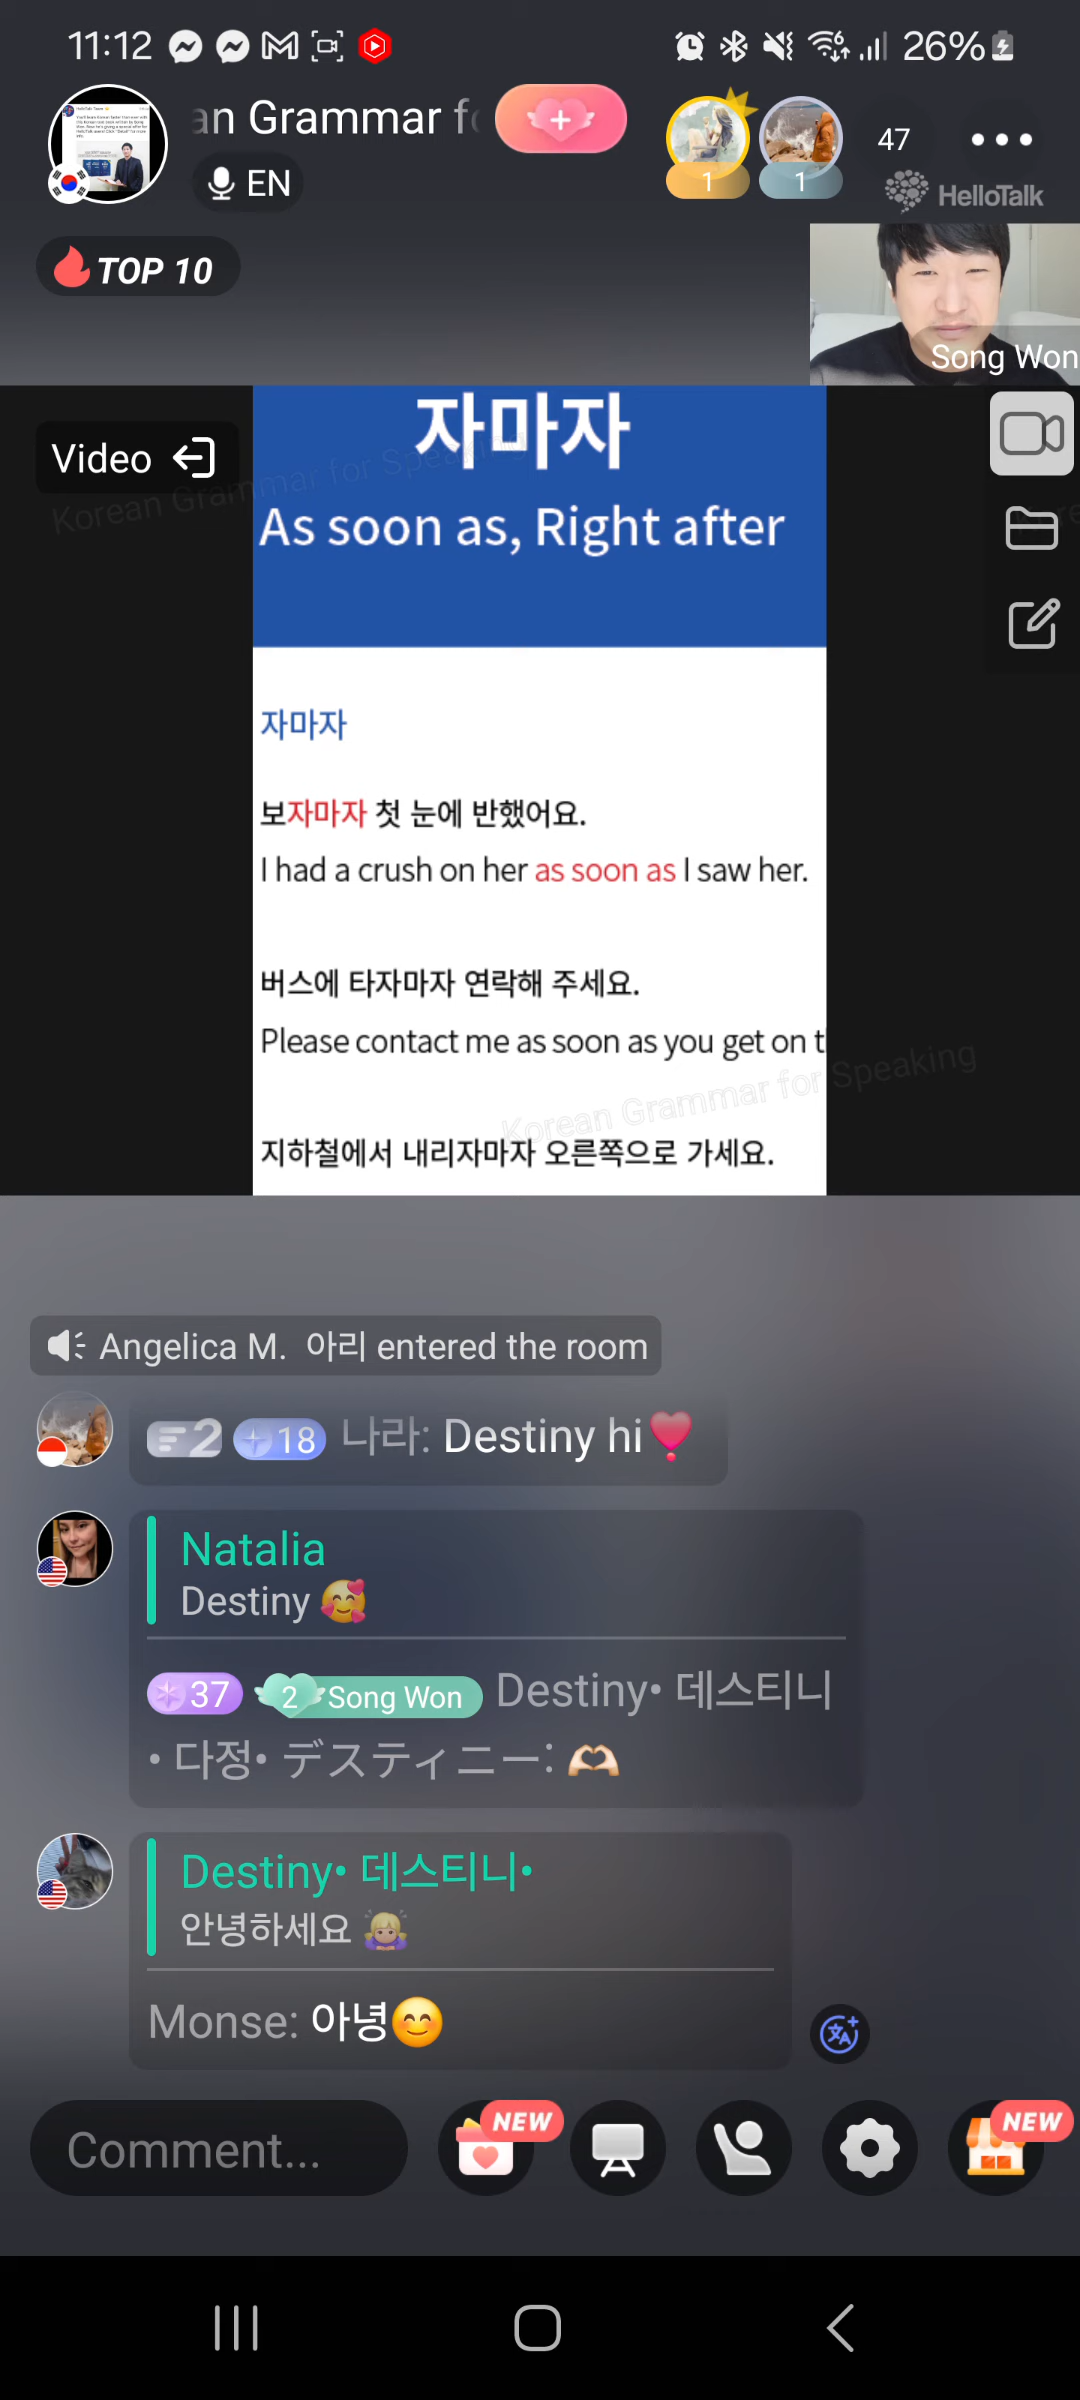 11:12
26%
an Grammar fo
EN
1
1
47
HelloTalk
TOP 10
Song Won
Video
자마자
As soon as, Right after
Korean Grammar for Speaking
자마자
보자마자 첫 눈에 반했어요.
I had a crush on her as soon as I saw her.
버스에 타자마자 연락해 주세요.
Please contact me as soon as you get on t
Korean Grammar for Speaking
지하철에서 내리자마자 오른쪽으로 가세요.
Angelica M. 아리 entered the room
2 18 나라: Destiny hi❣️
Natalia
Destiny 🥰
37 2 Song Won Destiny• 데스티니
• 다정• デスティニー: 🫶🏻
Destiny• 데스티니•
안녕하세요 🙇🏼‍♀️
Monse: 아녕😊
Comment...
NEW
NEW